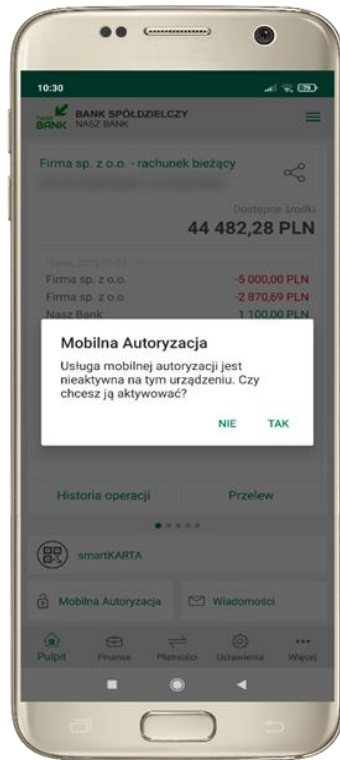 10:30
79
nasz
BANK
BANK SPÓŁDZIELCZY
NASZ BANK
Firma sp. z o.o. - rachunek bieżący
Dostępne środki
44 482,28 PLN
Firma sp. z o.o. -5 000,00 PLN
Firma sp. z o.o. -2 870,69 PLN
Nasz Bank 1 100,00 PLN
Mobilna Autoryzacja
Usługa mobilnej autoryzacji jest
nieaktywna na tym urządzeniu. Czy
chcesz ją aktywować?
NIE TAK
Historia operacji Przelew
smartKARTA
Mobilna Autoryzacja Wiadomości
Pulpit Finanse Płatności Ustawienia Więcej